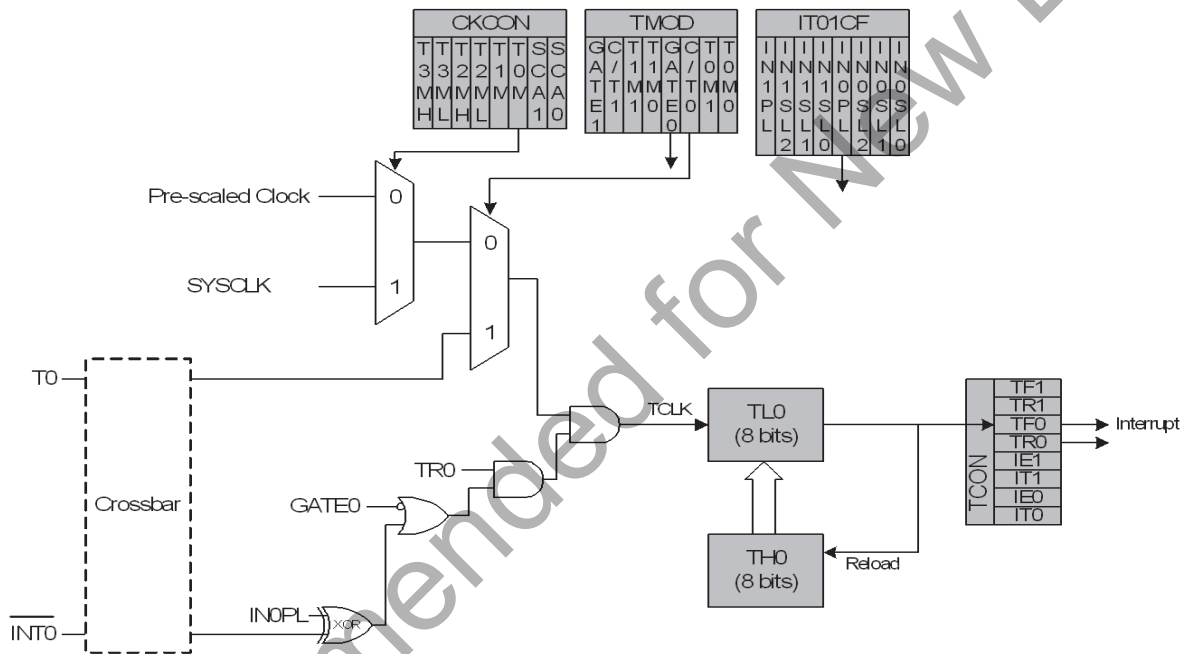 CKCON
T3MH
T3ML
T2MH
T2ML
T1M
T0M
SCA1
SCA0
TMOD
GATE1
C/T1
T1M1
T1M0
GATE0
C/T0
T0M1
T0M0
IT01CF
IN1PL
IN1SL2
IN1SL1
IN1SL0
IN0PL
IN0SL2
IN0SL1
IN0SL0
Pre-scaled Clock
0
SYSCLK
1
0
1
T0
Crossbar
INT0
TR0
GATE0
IN0PL
XOR
TCLK
TL0
(8 bits)
TH0
(8 bits)
Reload
TCON
TF1
TR1
TF0
TR0
IE1
IT1
IE0
IT0
Interrupt
mended for New